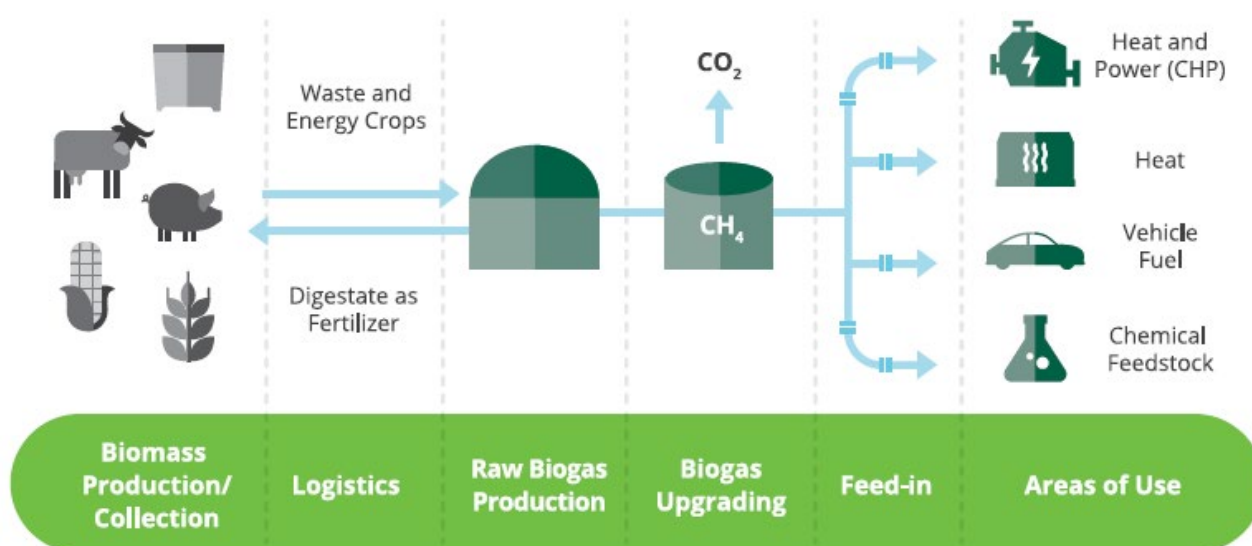 Waste and
Energy Crops
Digestate as
Fertilizer
CO₂
CH₄
Heat and
Power (CHP)
Heat
Vehicle
Fuel
Chemical
Feedstock
Biomass
Production/
Collection
Logistics
Raw Biogas
Production
Biogas
Upgrading
Feed-in
Areas of Use